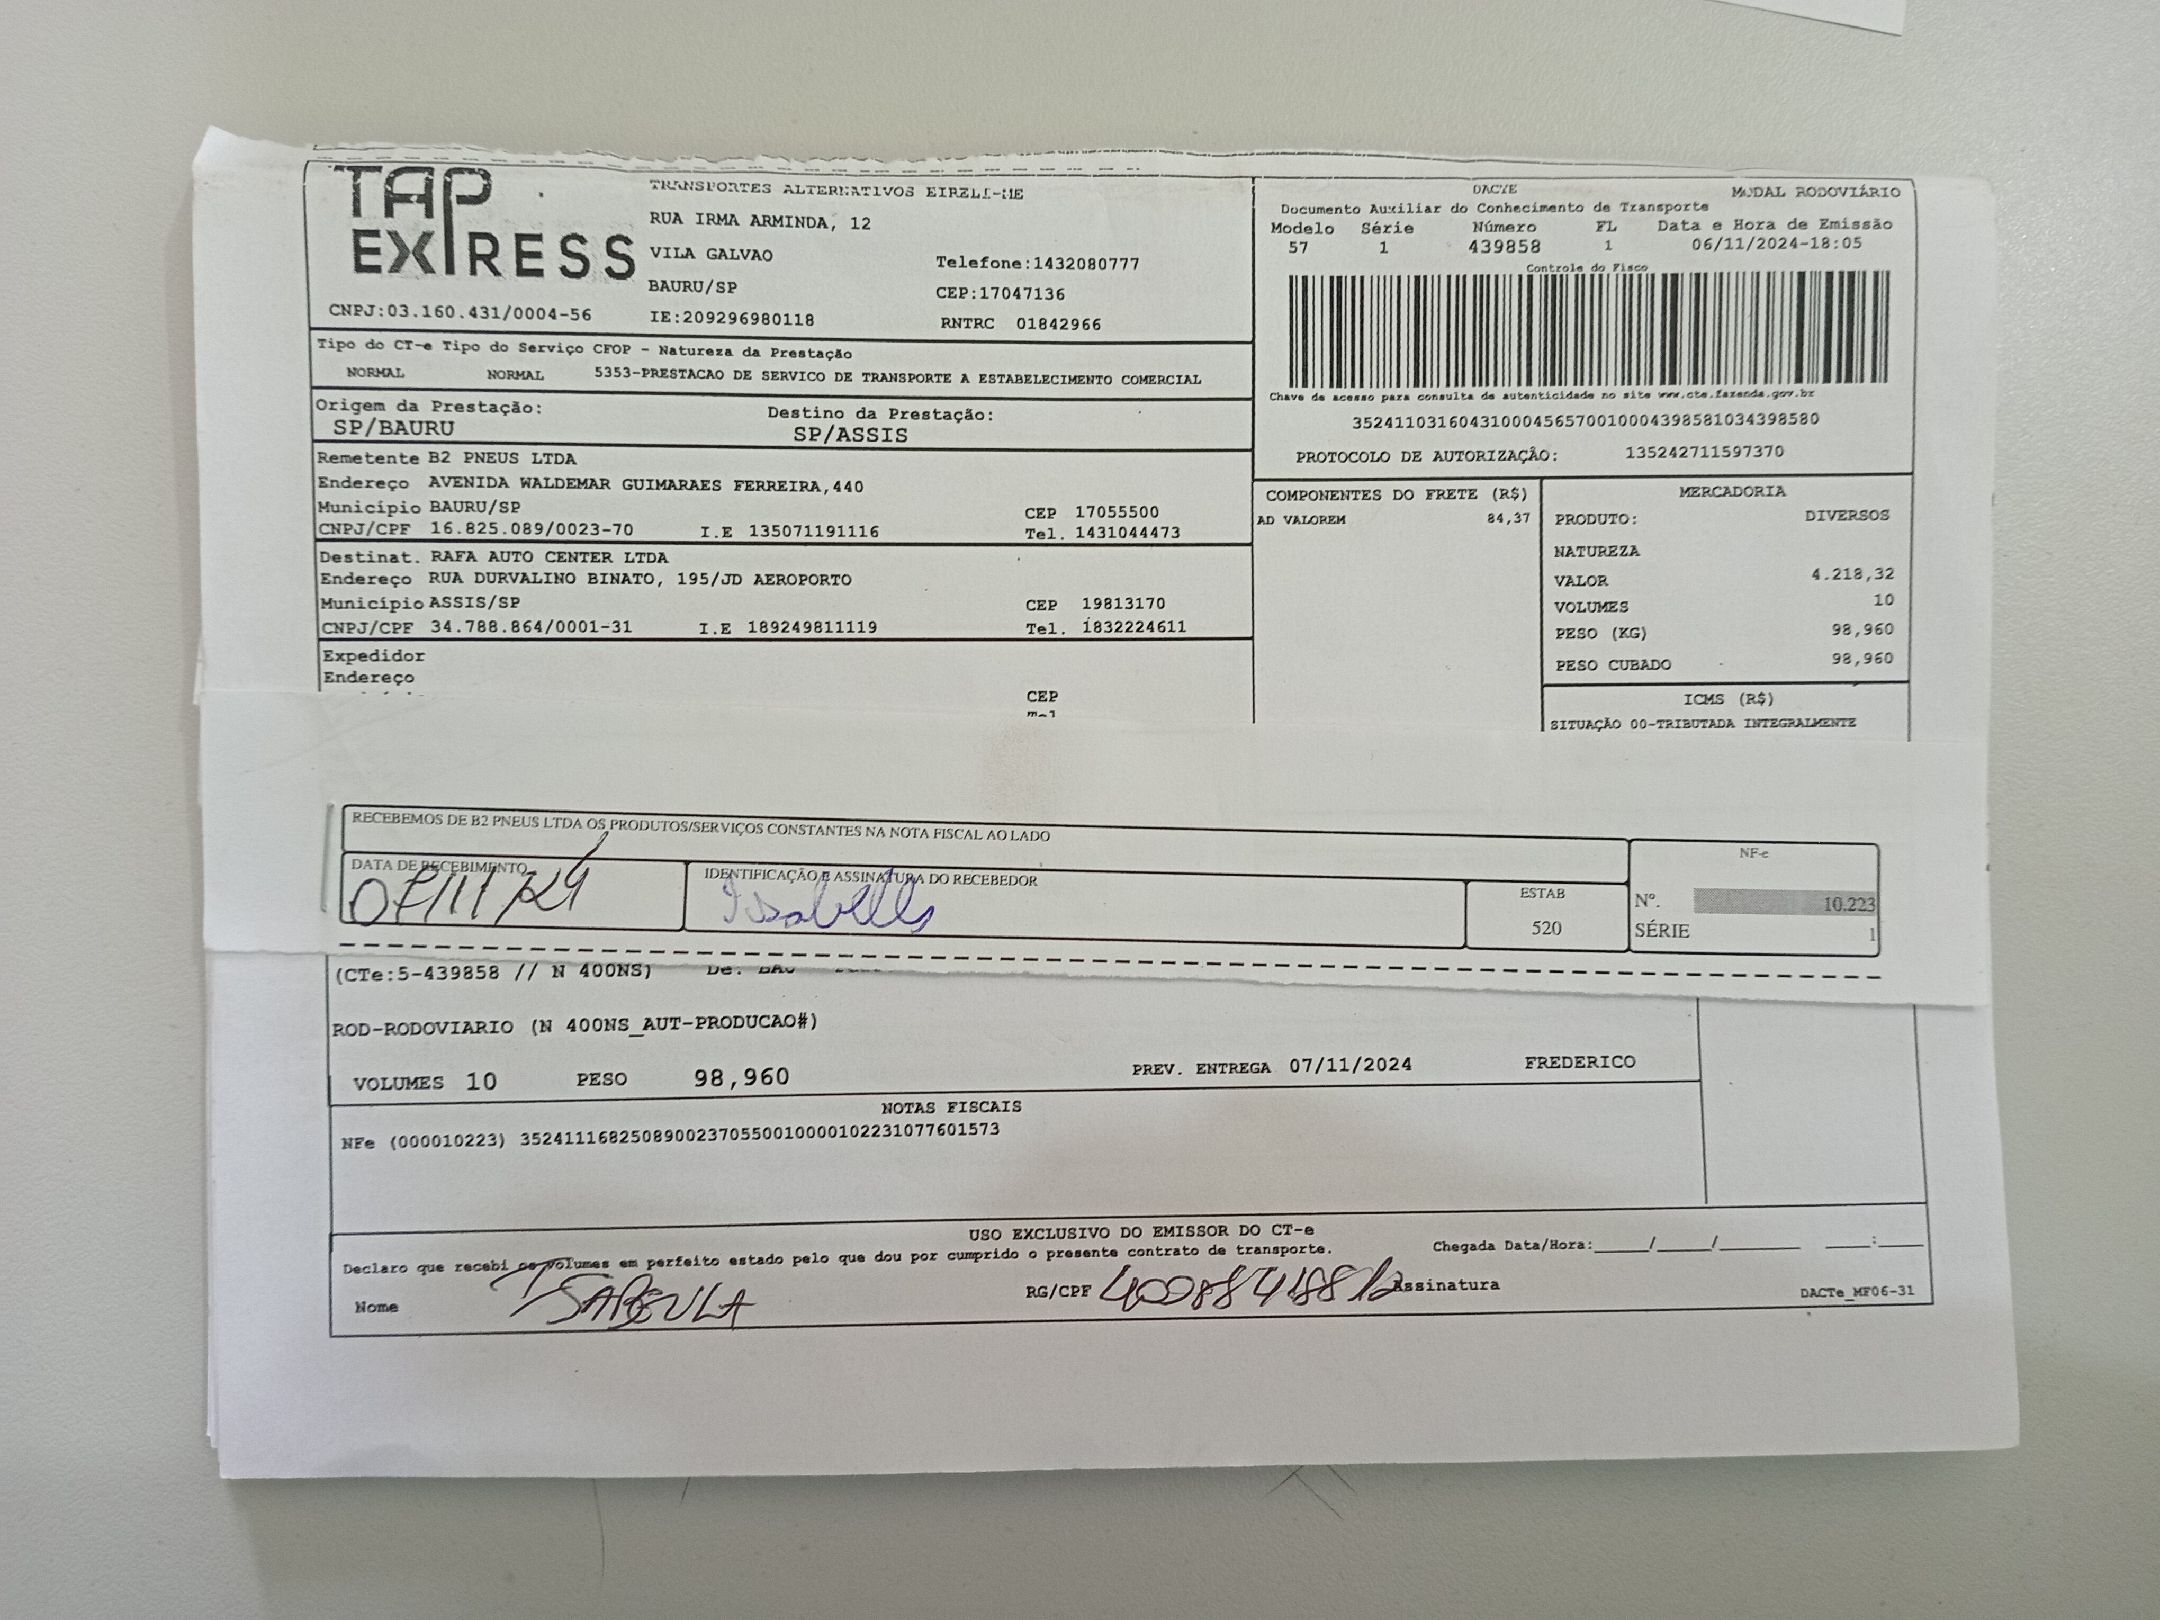 TAP EXPRESS
TRANSPORTES ALTERNATIVOS EIRELI-ME
RUA IRMA ARMINDA, 12
VILA GALVAO
Telefone:1432080777
BAURU/SP
CEP:17047136
CNPJ:03.160.431/0004-56
IE:209296980118
RNTRC 01842966
DACTE
MODAL RODOVIÁRIO
Documento Auxiliar do Conhecimento de Transporte
Modelo Série Número FL Data e Hora de Emissão
57 1 439858 1 06/11/2024-18:05
Controle do Fisco
Chave de acesso para consulta de autenticidade no site www.cte.fazenda.gov.br
35241103160431000456570010004398581034398580
PROTOCOLO DE AUTORIZAÇÃO: 135242711597370
Tipo do CT-e Tipo do Serviço CFOP - Natureza da Prestação
NORMAL NORMAL 5353-PRESTACAO DE SERVICO DE TRANSPORTE A ESTABELECIMENTO COMERCIAL
Origem da Prestação: Destino da Prestação:
SP/BAURU SP/ASSIS
Remetente B2 PNEUS LTDA
Endereço AVENIDA WALDEMAR GUIMARAES FERREIRA,440
Município BAURU/SP CEP 17055500
CNPJ/CPF 16.825.089/0023-70 I.E 135071191116 Tel. 1431044473
Destinat. RAFA AUTO CENTER LTDA
Endereço RUA DURVALINO BINATO, 195/JD AEROPORTO
Município ASSIS/SP CEP 19813170
CNPJ/CPF 34.788.864/0001-31 I.E 189249811119 Tel. 1832224611
Expedidor
Endereço
CEP
COMPONENTES DO FRETE (R$)
AD VALOREM 84,37
MERCADORIA
PRODUTO: DIVERSOS
NATUREZA
VALOR 4.218,32
VOLUMES 10
PESO (KG) 98,960
PESO CUBADO 98,960
ICMS (R$)
SITUAÇÃO 00-TRIBUTADA INTEGRALMENTE
RECEBEMOS DE B2 PNEUS LTDA OS PRODUTOS/SERVIÇOS CONSTANTES NA NOTA FISCAL AO LADO
DATA DE RECEBIMENTO
07/11/24
IDENTIFICAÇÃO E ASSINATURA DO RECEBEDOR
Issabella
ESTAB
520
NF-e
Nº. 10.223
SÉRIE 1
(CTe:5-439858 // N 400NS) De: BAU
ROD-RODOVIARIO (N 400NS_AUT-PRODUCAO#)
VOLUMES 10 PESO 98,960 PREV. ENTREGA 07/11/2024 FREDERICO
NOTAS FISCAIS
NFe (000010223) 35241116825089002370550010000102231077601573
USO EXCLUSIVO DO EMISSOR DO CT-e
Declaro que recebi os volumes em perfeito estado pelo que dou por cumprido o presente contrato de transporte.
Chegada Data/Hora:____/____/______ ____:____
Nome ISABELLA RG/CPF Assinatura
DACTe_MF06-31